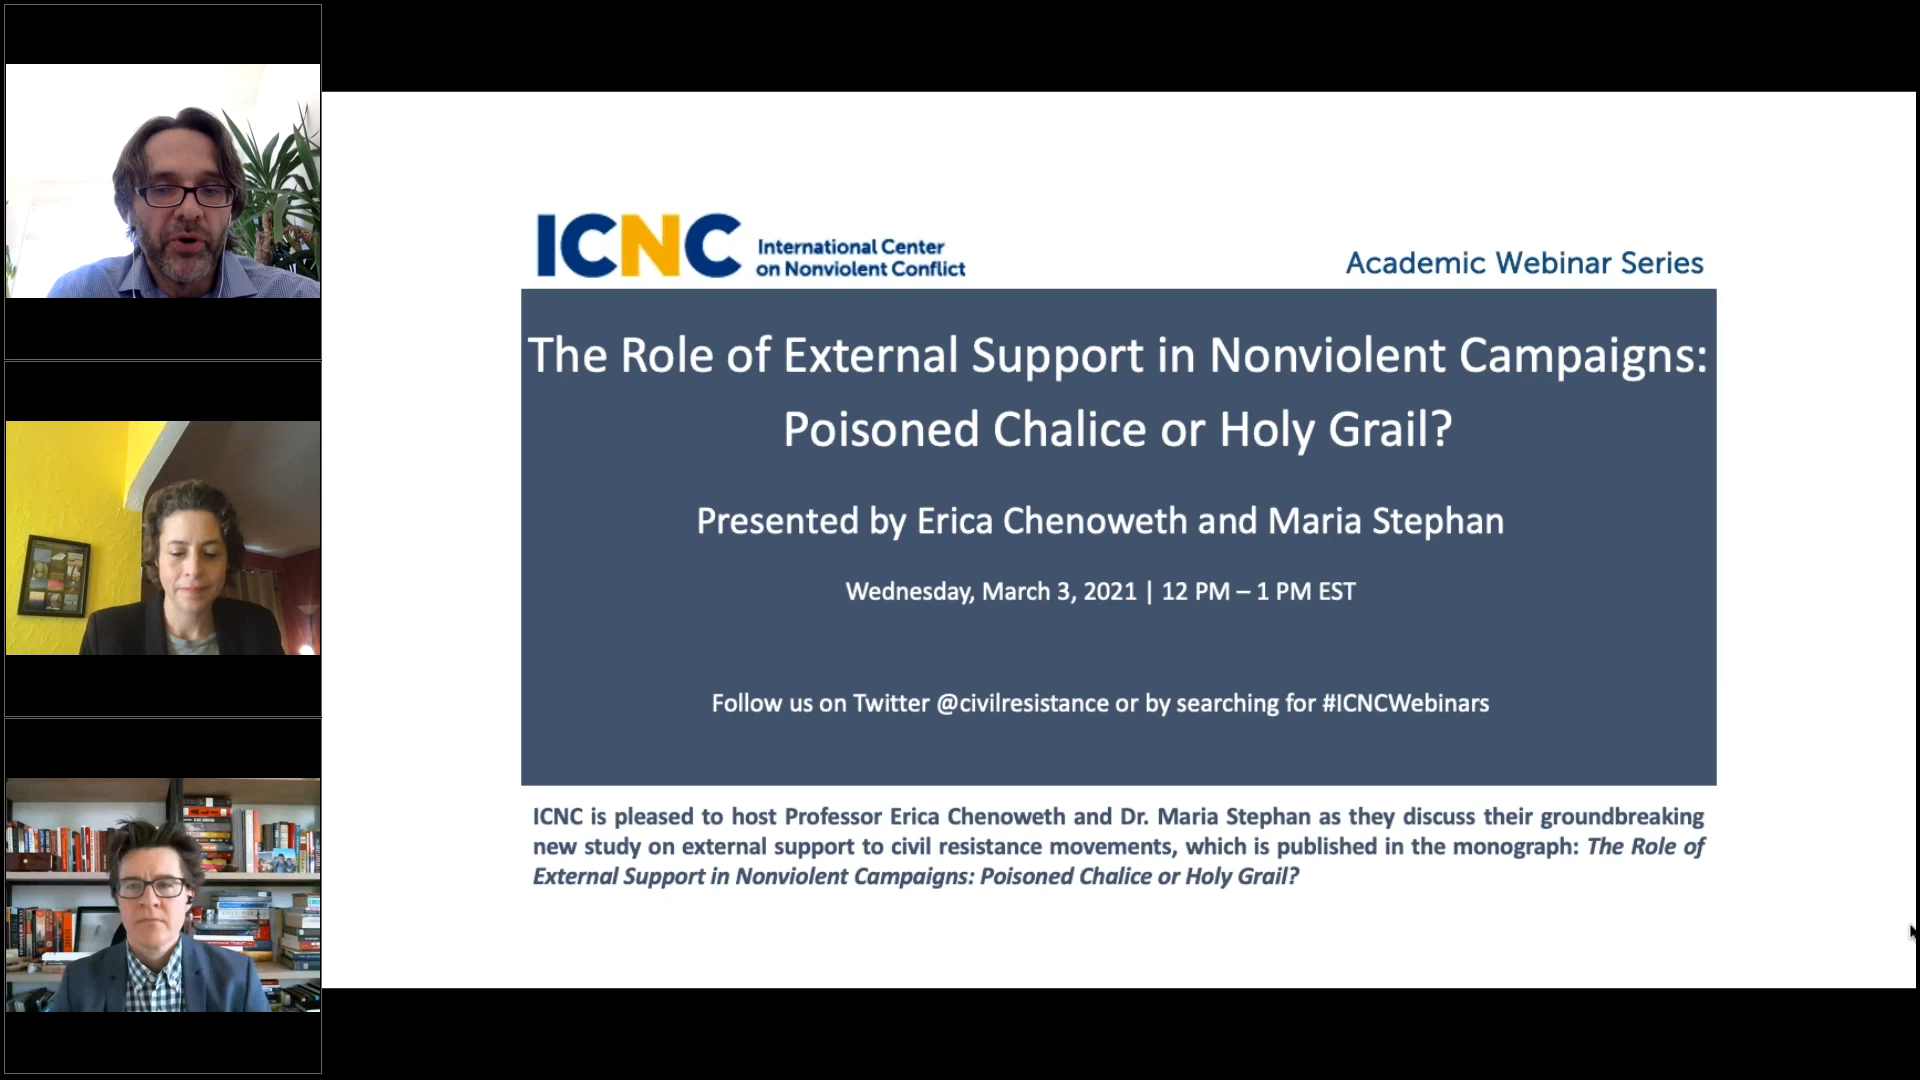 ICNC
International Center
on Nonviolent Conflict
Academic Webinar Series
The Role of External Support in Nonviolent Campaigns:
Poisoned Chalice or Holy Grail?
Presented by Erica Chenoweth and Maria Stephan
Wednesday, March 3, 2021 | 12 PM – 1 PM EST
Follow us on Twitter @civilresistance or by searching for #ICNCWebinars
ICNC is pleased to host Professor Erica Chenoweth and Dr. Maria Stephan as they discuss their groundbreaking
new study on external support to civil resistance movements, which is published in the monograph: The Role of
External Support in Nonviolent Campaigns: Poisoned Chalice or Holy Grail?